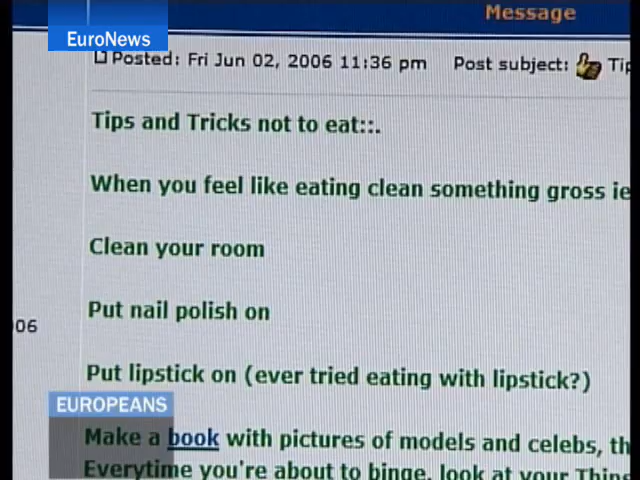 Message
EuroNews
Posted: Fri Jun 02, 2006 11:36 pm Post subject:
Tips and Tricks not to eat::.
When you feel like eating clean something gross ie
Clean your room
Put nail polish on
06
Put lipstick on (ever tried eating with lipstick?)
EUROPEANS
Make a book with pictures of models and celebs,
Everytime you're about to binge, look at your